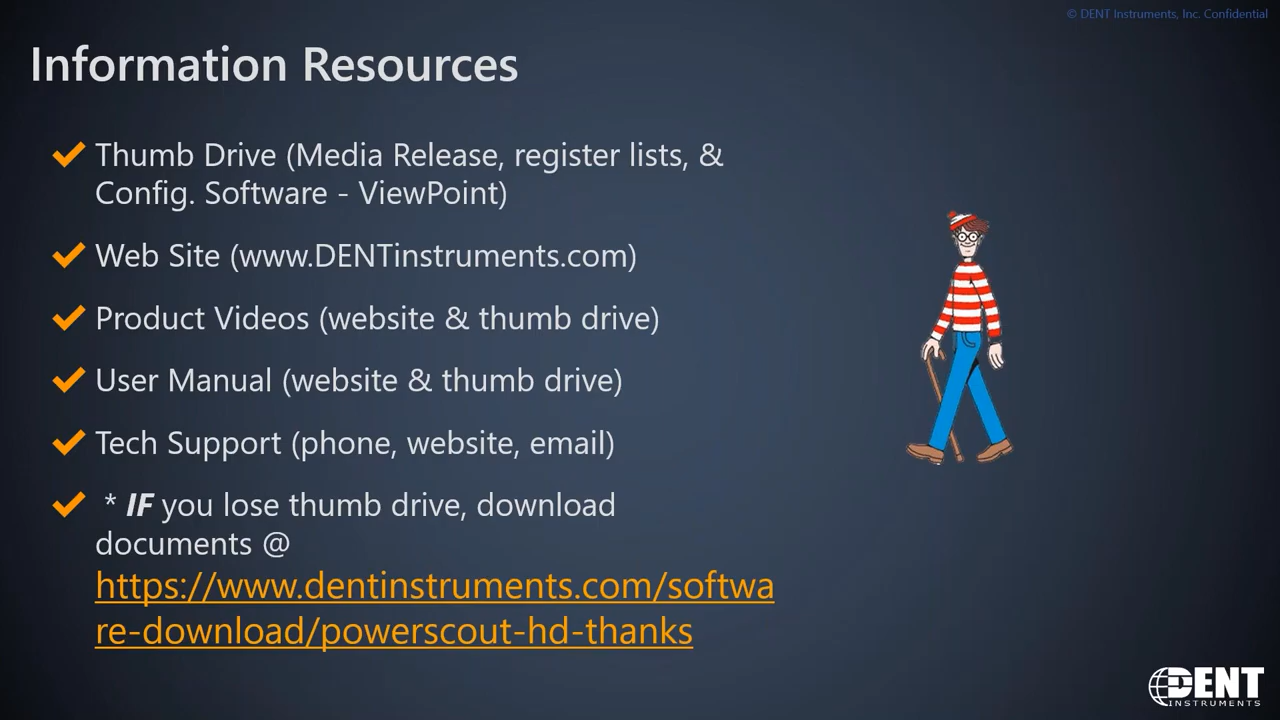 © DENT Instruments, Inc. Confidential
Information Resources
Thumb Drive (Media Release, register lists, &
Config. Software - ViewPoint)
Web Site (www.DENTinstruments.com)
Product Videos (website & thumb drive)
User Manual (website & thumb drive)
Tech Support (phone, website, email)
* IF you lose thumb drive, download
documents @
https://www.dentinstruments.com/softwa
re-download/powerscout-hd-thanks
DENT
INSTRUMENTS